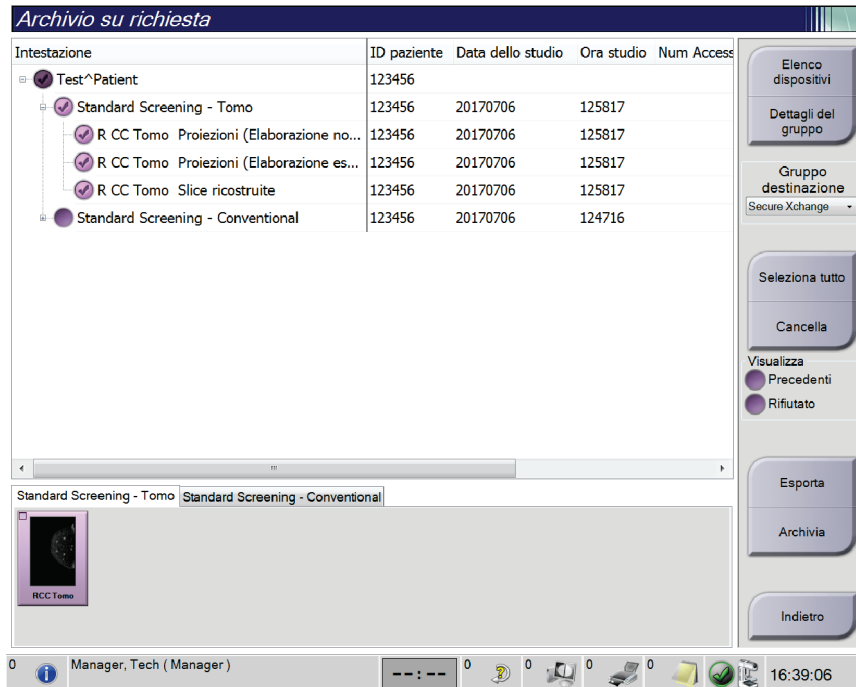 Archivio su richiesta
Intestazione ID paziente Data dello studio Ora studio Num Access
Test^Patient 123456
Standard Screening - Tomo 123456 20170706 125817
R CC Tomo Proiezioni (Elaborazione no... 123456 20170706 125817
R CC Tomo Proiezioni (Elaborazione es... 123456 20170706 125817
R CC Tomo Slice ricostruite 123456 20170706 125817
Standard Screening - Conventional 123456 20170706 124716
Elenco
dispositivi
Dettagli del
gruppo
Gruppo
destinazione
Secure Xchange
Seleziona tutto
Cancella
Visualizza
Precedenti
Rifiutato
Esporta
Archivia
Indietro
Standard Screening - Tomo Standard Screening - Conventional
RCC Tomo
0 Manager, Tech ( Manager ) --:-- 0 0 0 0 16:39:06